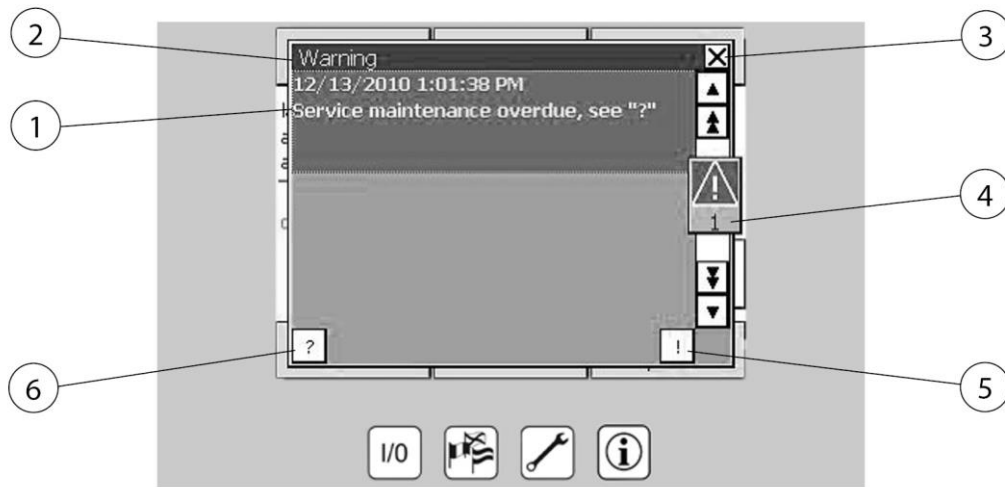 2
3
Warning
12/13/2010 1:01:38 PM
1
Service maintenance overdue, see "?"
!
1
4
?
!
6
5
I/0
i